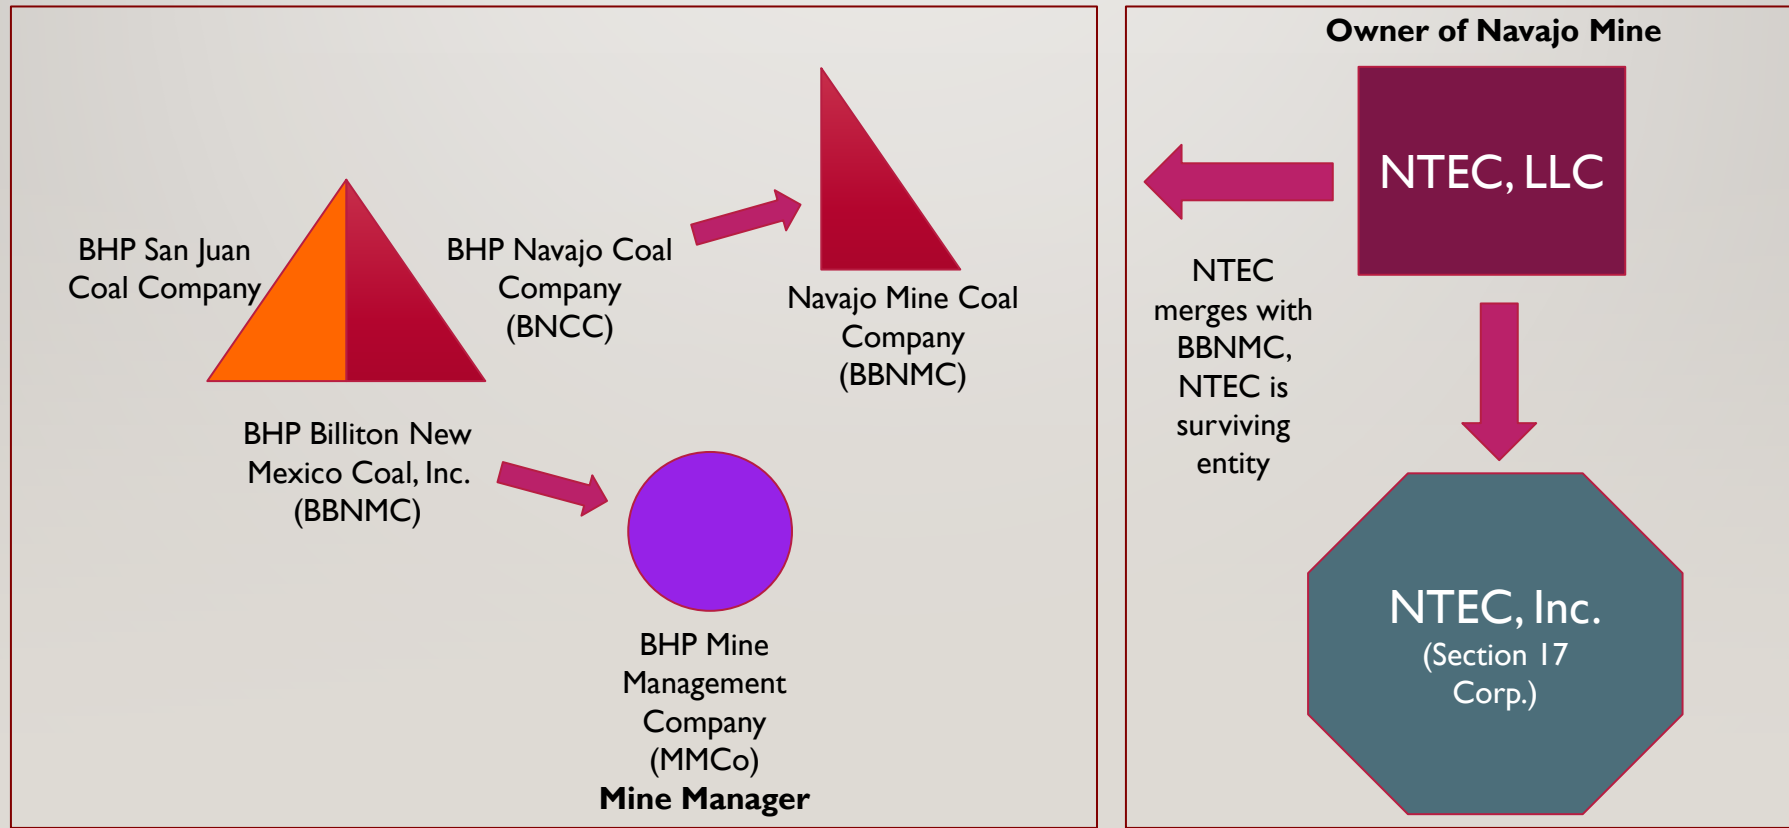 BHP San Juan
Coal Company
BHP Navajo Coal
Company
(BNCC)
Navajo Mine Coal
Company
(BBNMC)
BHP Billiton New
Mexico Coal, Inc.
(BBNMC)
BHP Mine
Management
Company
(MMCo)
Mine Manager
Owner of Navajo Mine
NTEC, LLC
NTEC
merges with
BBNMC,
NTEC is
surviving
entity
NTEC, Inc.
(Section 17
Corp.)